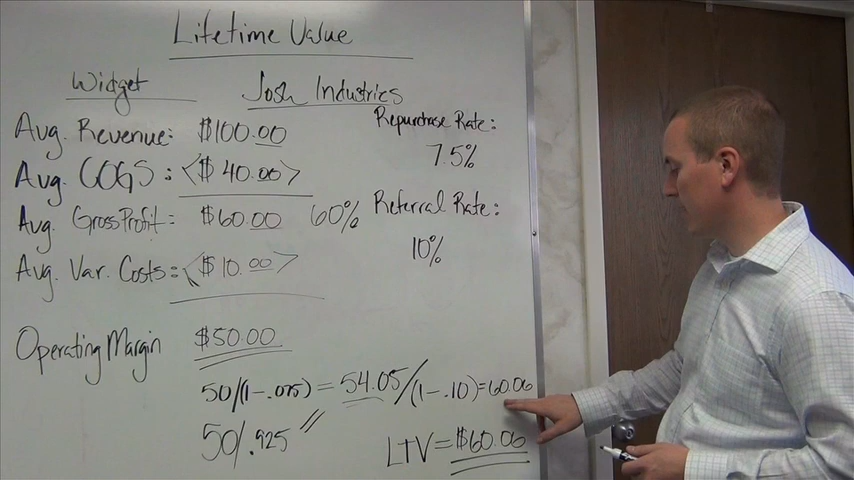 Lifetime Value
Widget Josh Industries
Avg. Revenue: $100.00
Avg. COGS: <$40.00>
Avg. Gross Profit: $60.00 60%
Avg. Var. Costs: <$10.00>
Operating Margin $50.00
Repurchase Rate:
7.5%
Referral Rate:
10%
50/(1-.075) = 54.05/(1-.10)=60.06
50/.925
LTV = $60.06